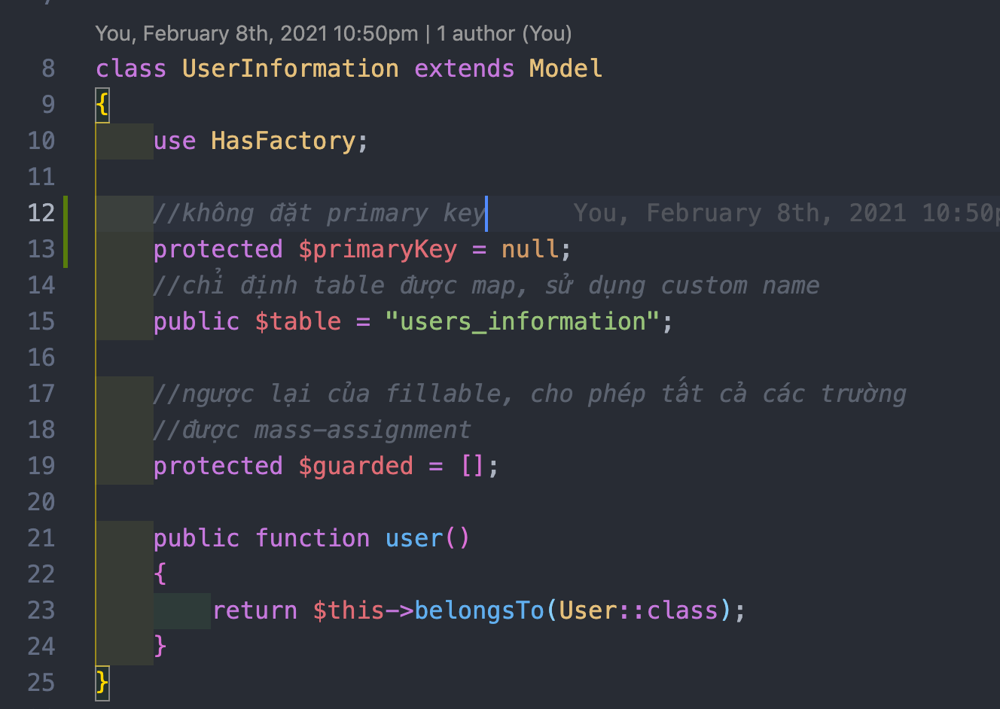 You, February 8th, 2021 10:50pm | 1 author (You)
8 class UserInformation extends Model
9 {
10 use HasFactory;
11
12 //không đặt primary key You, February 8th, 2021 10:50p
13 protected $primaryKey = null;
14 //chỉ định table được map, sử dụng custom name
15 public $table = "users_information";
16
17 //ngược lại của fillable, cho phép tất cả các trường
18 //được mass-assignment
19 protected $guarded = [];
20
21 public function user()
22 {
23 return $this->belongsTo(User::class);
24 }
25 }